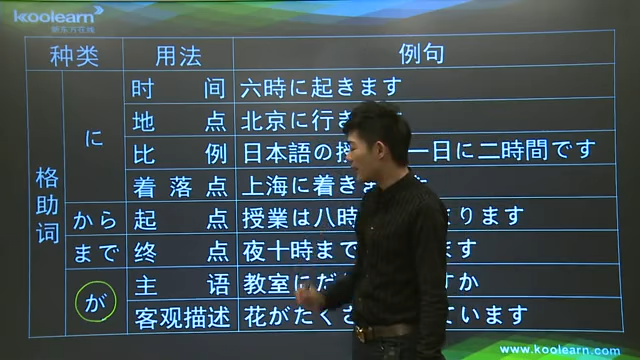 koolearn
新东方在线
种类 用法 例句
格助词
に
时间 六時に起きます
地点 北京に行き
比例 日本語の授 一日に二時間です
着落点 上海に着きま
から 起点 授業は八時 まります
まで 终点 夜十時まで ます
が
主语 教室にだ すか
客观描述 花がたくさ ています
www.koolearn.com